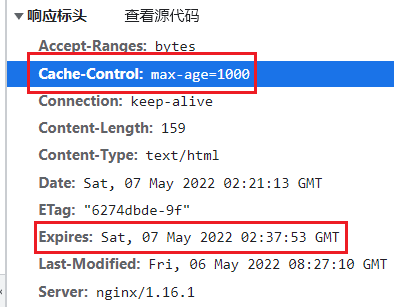 响应标头 查看源代码
Accept-Ranges: bytes
Cache-Control: max-age=1000
Connection: keep-alive
Content-Length: 159
Content-Type: text/html
Date: Sat, 07 May 2022 02:21:13 GMT
ETag: "6274dbde-9f"
Expires: Sat, 07 May 2022 02:37:53 GMT
Last-Modified: Fri, 06 May 2022 08:27:10 GMT
Server: nginx/1.16.1